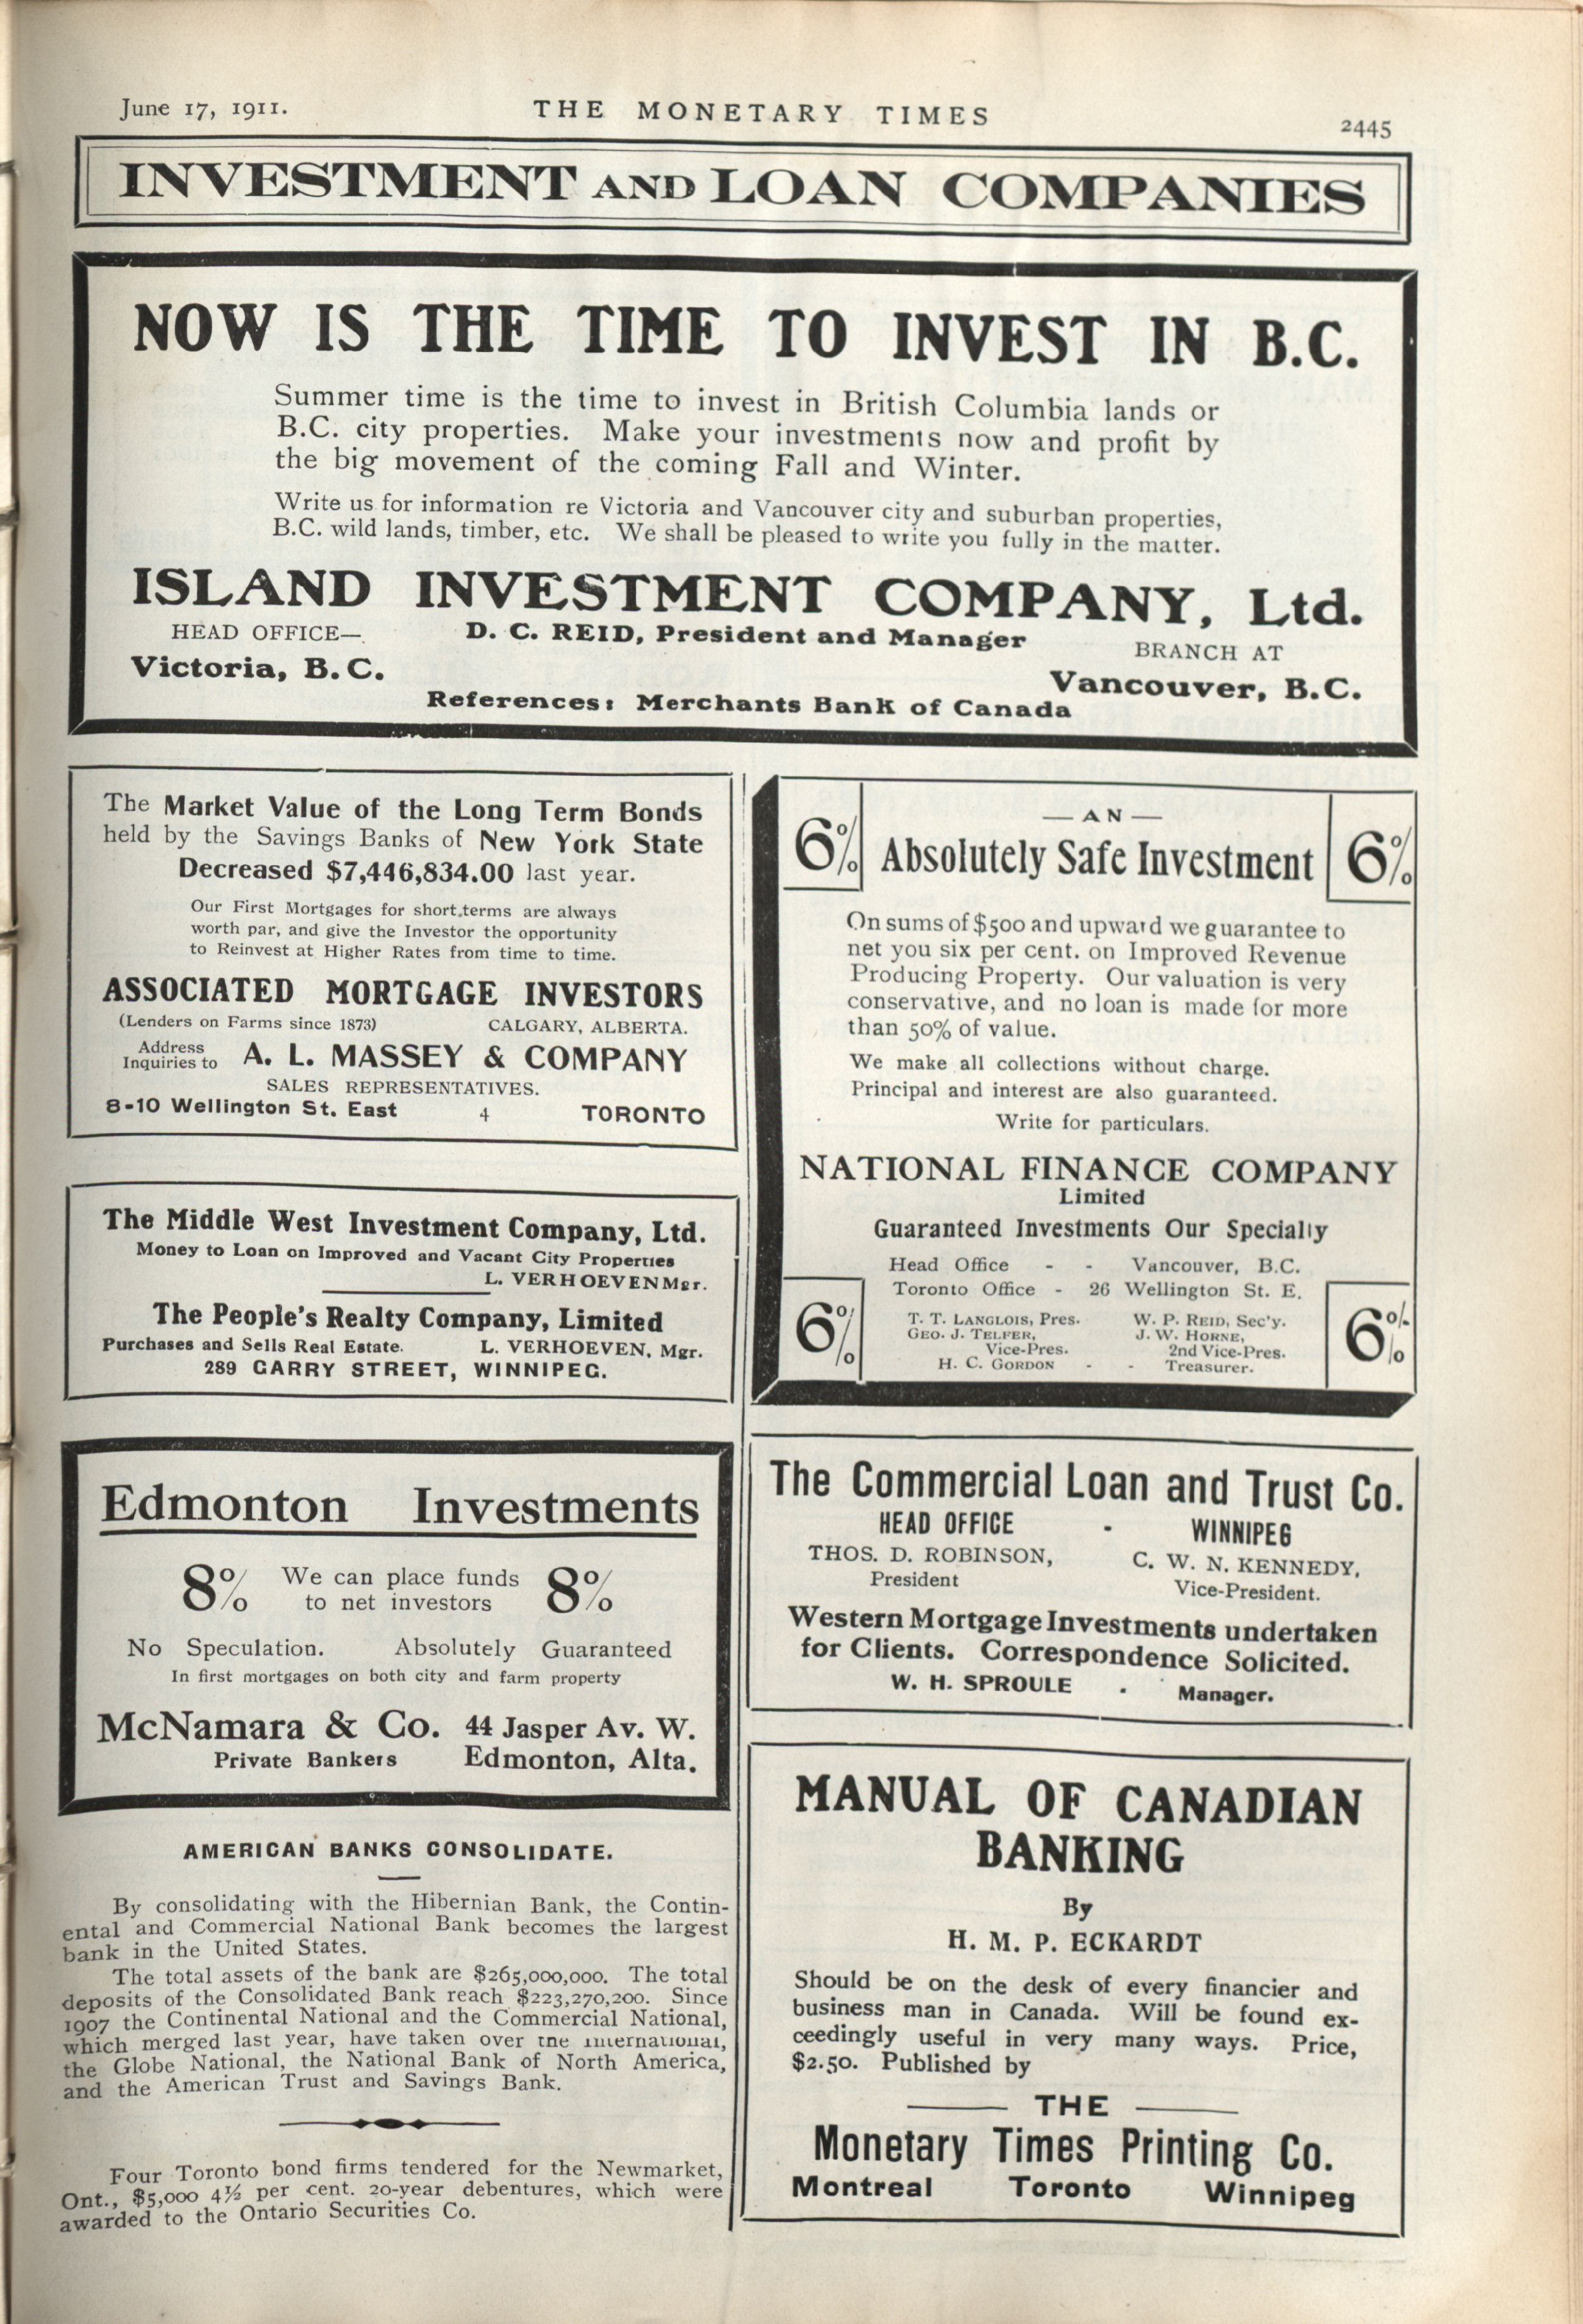 June 17, 1911.
THE MONETARY TIMES
2445
INVESTMENT AND LOAN COMPANIES
NOW IS THE TIME TO INVEST IN B.C.
Summer time is the time to invest in British Columbia lands or
B.C. city properties. Make your investments now and profit by
the big movement of the coming Fall and Winter.
Write us for information re Victoria and Vancouver city and suburban properties,
B.C. wild lands, timber, etc. We shall be pleased to write you fully in the matter.
ISLAND INVESTMENT COMPANY, Ltd.
HEAD OFFICE—
D. C. REID, President and Manager
BRANCH AT
Victoria, B.C.
Vancouver, B.C.
References: Merchants Bank of Canada
The Market Value of the Long Term Bonds
held by the Savings Banks of New York State
Decreased $7,446,834.00 last year.
Our First Mortgages for short terms are always
worth par, and give the Investor the opportunity
to Reinvest at Higher Rates from time to time.
ASSOCIATED MORTGAGE INVESTORS
(Lenders on Farms since 1873) CALGARY, ALBERTA.
Address
Inquiries to A. L. MASSEY & COMPANY
SALES REPRESENTATIVES.
8-10 Wellington St. East 4 TORONTO
The Middle West Investment Company, Ltd.
Money to Loan on Improved and Vacant City Properties
L. VERHOEVEN Mgr.
The People's Realty Company, Limited
Purchases and Sells Real Estate. L. VERHOEVEN, Mgr.
289 GARRY STREET, WINNIPEG.
Edmonton Investments
8% We can place funds 8%
to net investors
No Speculation. Absolutely Guaranteed
In first mortgages on both city and farm property
McNamara & Co. 44 Jasper Av. W.
Private Bankers Edmonton, Alta.
AMERICAN BANKS CONSOLIDATE.
By consolidating with the Hibernian Bank, the Contin-
ental and Commercial National Bank becomes the largest
bank in the United States.
The total assets of the bank are $265,000,000. The total
deposits of the Consolidated Bank reach $223,270,200. Since
1907 the Continental National and the Commercial National,
which merged last year, have taken over the International,
the Globe National, the National Bank of North America,
and the American Trust and Savings Bank.
Four Toronto bond firms tendered for the Newmarket,
Ont., $5,000 4½ per cent. 20-year debentures, which were
awarded to the Ontario Securities Co.
— AN —
6% Absolutely Safe Investment 6%
On sums of $500 and upward we guarantee to
net you six per cent. on Improved Revenue
Producing Property. Our valuation is very
conservative, and no loan is made for more
than 50% of value.
We make all collections without charge.
Principal and interest are also guaranteed.
Write for particulars.
NATIONAL FINANCE COMPANY
Limited
Guaranteed Investments Our Specialty
Head Office - - Vancouver, B.C.
Toronto Office - 26 Wellington St. E.
6% 6%
T. T. LANGLOIS, Pres. W. P. REID, Sec'y.
GEO. J. TELFER, J. W. HORNE,
Vice-Pres. 2nd Vice-Pres.
H. C. GORDON - - Treasurer.
The Commercial Loan and Trust Co.
HEAD OFFICE - WINNIPEG
THOS. D. ROBINSON, C. W. N. KENNEDY,
President Vice-President.
Western Mortgage Investments undertaken
for Clients. Correspondence Solicited.
W. H. SPROULE - Manager.
MANUAL OF CANADIAN
BANKING
By
H. M. P. ECKARDT
Should be on the desk of every financier and
business man in Canada. Will be found ex-
ceedingly useful in very many ways. Price,
$2.50. Published by
THE
Monetary Times Printing Co.
Montreal Toronto Winnipeg